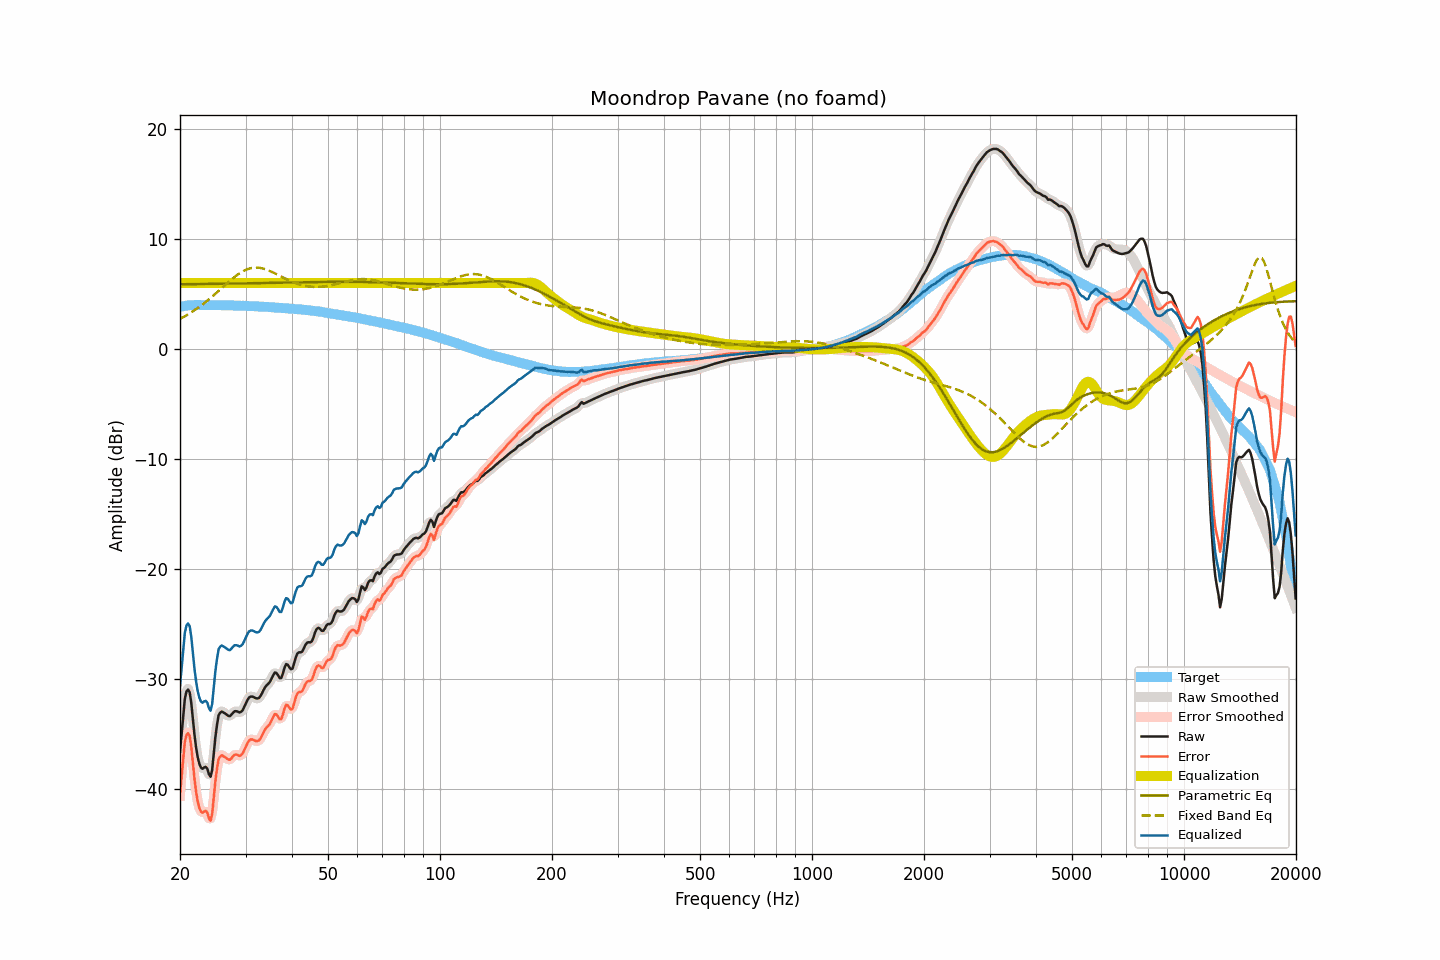 Moondrop Pavane (no foamd)
20
10
0
−10
−20
−30
−40
Amplitude (dBr)
Target
Raw Smoothed
Error Smoothed
Raw
Error
Equalization
Parametric Eq
Fixed Band Eq
Equalized
20 50 100 200 500 1000 2000 5000 10000 20000
Frequency (Hz)